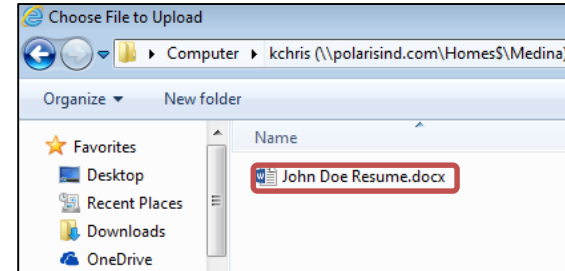 Choose File to Upload
Computer kchris (\\polarisind.com\Homes$\Medina)
Organize New folder
Favorites
Desktop
Recent Places
Downloads
OneDrive
Name
John Doe Resume.docx